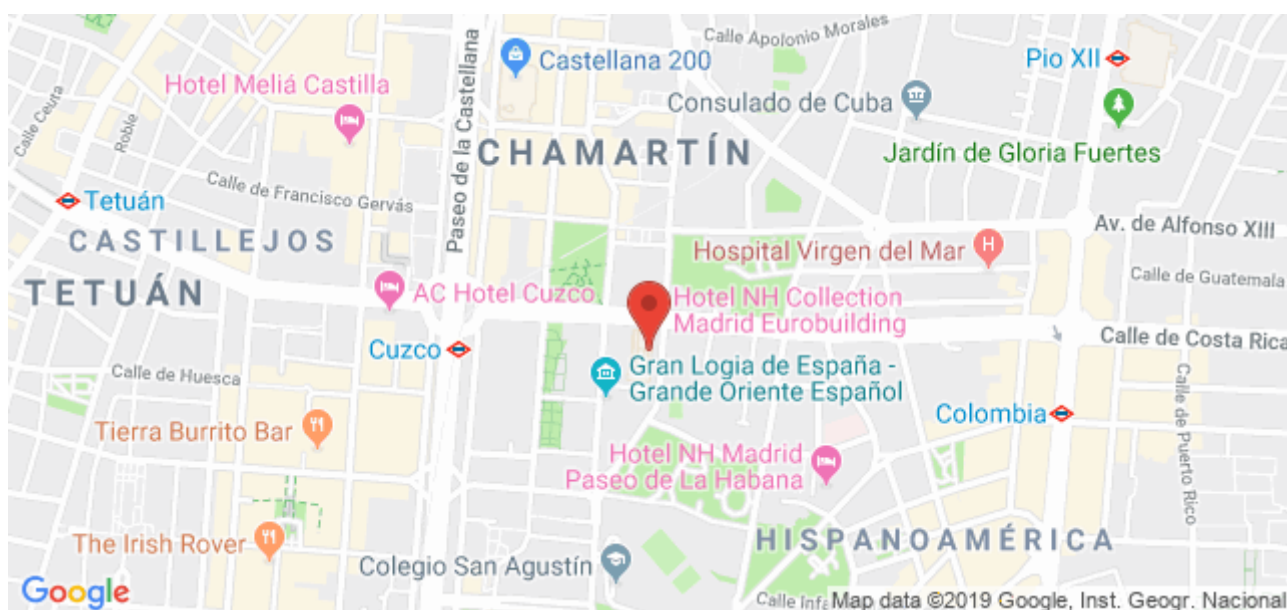 Calle Apolonio Morales
Castellana 200
Pio XII
Hotel Meliá Castilla
Paseo de la Castellana
Consulado de Cuba
Calle Ceuta
Roble
CHAMARTÍN
Jardín de Gloria Fuertes
Calle de Francisco Gervás
Tetuán
Av. de Alfonso XIII
CASTILLEJOS
Hospital Virgen del Mar
H
Calle de Guatemala
TETUÁN
AC Hotel Cuzco
Hotel NH Collection
Madrid Eurobuilding
Calle de Costa Rica
Cuzco
Gran Logia de España -
Grande Oriente Español
Calle de Huesca
Calle de Puerto Rico
Colombia
Tierra Burrito Bar
Hotel NH Madrid
Paseo de La Habana
The Irish Rover
HISPANOAMÉRICA
Colegio San Agustín
Google
Calle
Map data ©2019 Google, Inst. Geogr. Nacional